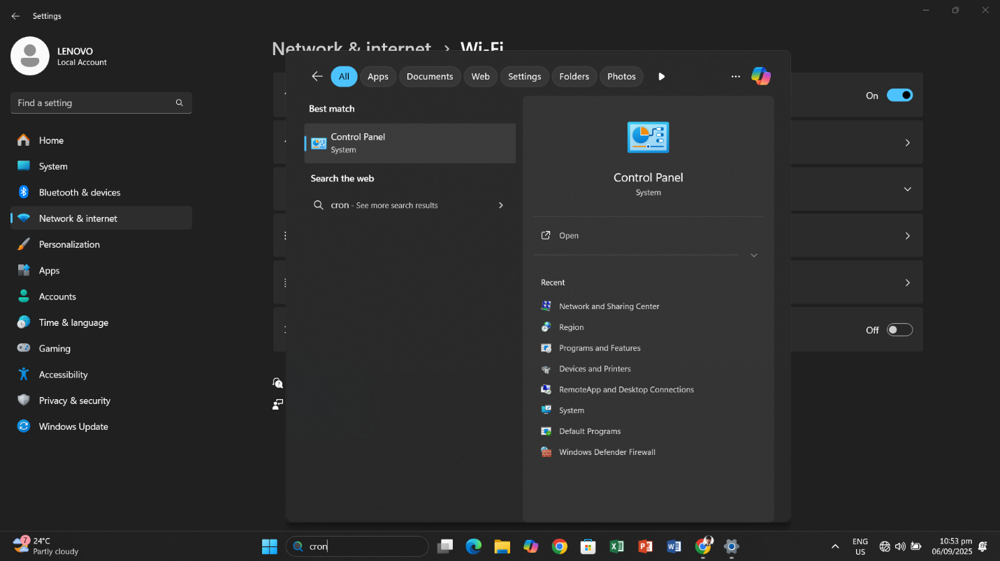 Settings
LENOVO
Local Account
Find a setting
Home
System
Bluetooth & devices
Network & internet
Personalization
Apps
Accounts
Time & language
Gaming
Accessibility
Privacy & security
Windows Update
Network & internet › Wi-Fi
On
Off
All Apps Documents Web Settings Folders Photos
Best match
Control Panel
System
Search the web
cron - See more search results
Control Panel
System
Open
Recent
Network and Sharing Center
Region
Programs and Features
Devices and Printers
RemoteApp and Desktop Connections
System
Default Programs
Windows Defender Firewall
7
24°C
Partly cloudy
cron
ENG
US
10:53 pm
06/09/2025